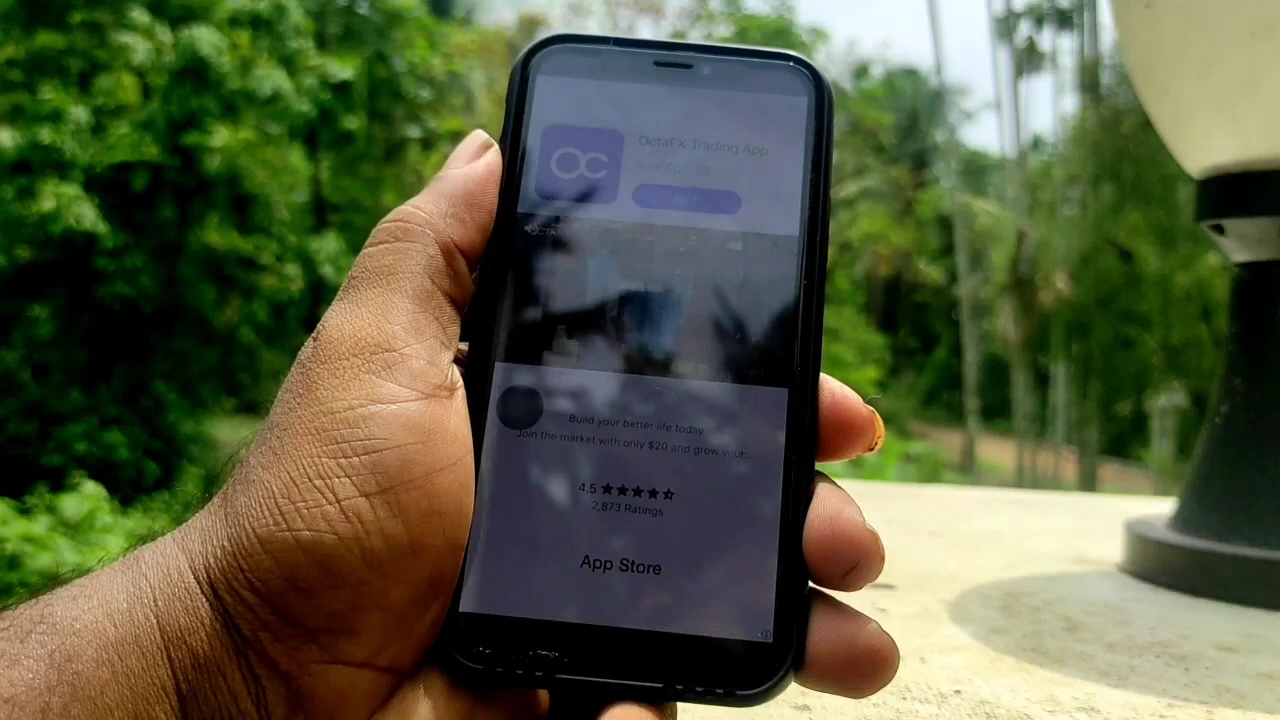 OC
OctaFX Trading App
OCTA
Build your better life today
Join the market with only $20 and grow your...
4.5
2,873 Ratings
App Store